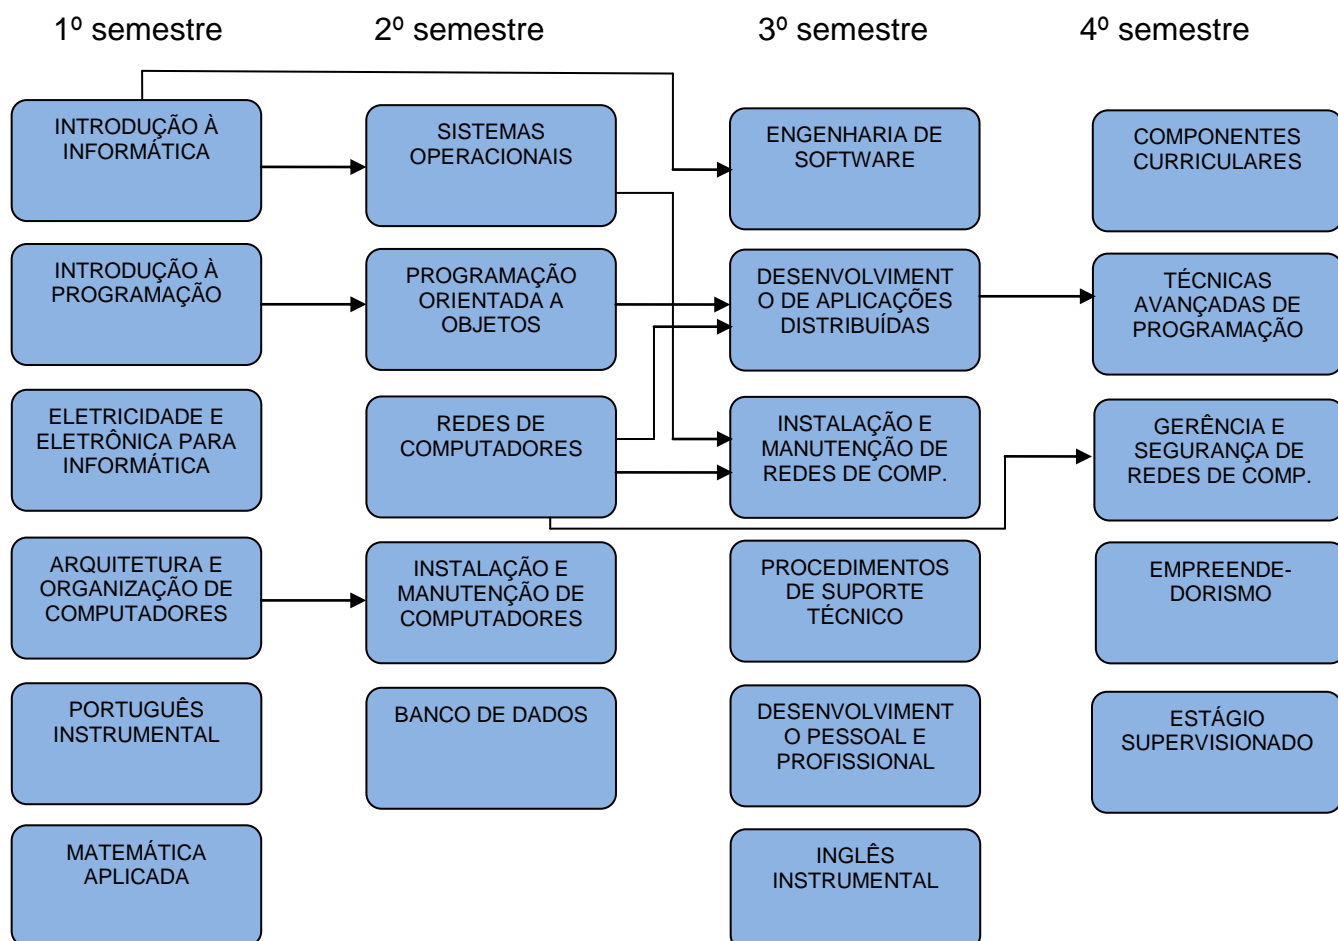 1º semestre
2º semestre
3º semestre
4º semestre
INTRODUÇÃO À
INFORMÁTICA
SISTEMAS
OPERACIONAIS
ENGENHARIA DE
SOFTWARE
COMPONENTES
CURRICULARES
INTRODUÇÃO À
PROGRAMAÇÃO
PROGRAMAÇÃO
ORIENTADA A
OBJETOS
DESENVOLVIMENT
O DE APLICAÇÕES
DISTRIBUÍDAS
TÉCNICAS
AVANÇADAS DE
PROGRAMAÇÃO
ELETRICIDADE E
ELETRÔNICA PARA
INFORMÁTICA
REDES DE
COMPUTADORES
INSTALAÇÃO E
MANUTENÇÃO DE
REDES DE COMP.
GERÊNCIA E
SEGURANÇA DE
REDES DE COMP.
ARQUITETURA E
ORGANIZAÇÃO DE
COMPUTADORES
INSTALAÇÃO E
MANUTENÇÃO DE
COMPUTADORES
PROCEDIMENTOS
DE SUPORTE
TÉCNICO
EMPREENDE-
DORISMO
PORTUGUÊS
INSTRUMENTAL
BANCO DE DADOS
DESENVOLVIMENT
O PESSOAL E
PROFISSIONAL
ESTÁGIO
SUPERVISIONADO
MATEMÁTICA
APLICADA
INGLÊS
INSTRUMENTAL